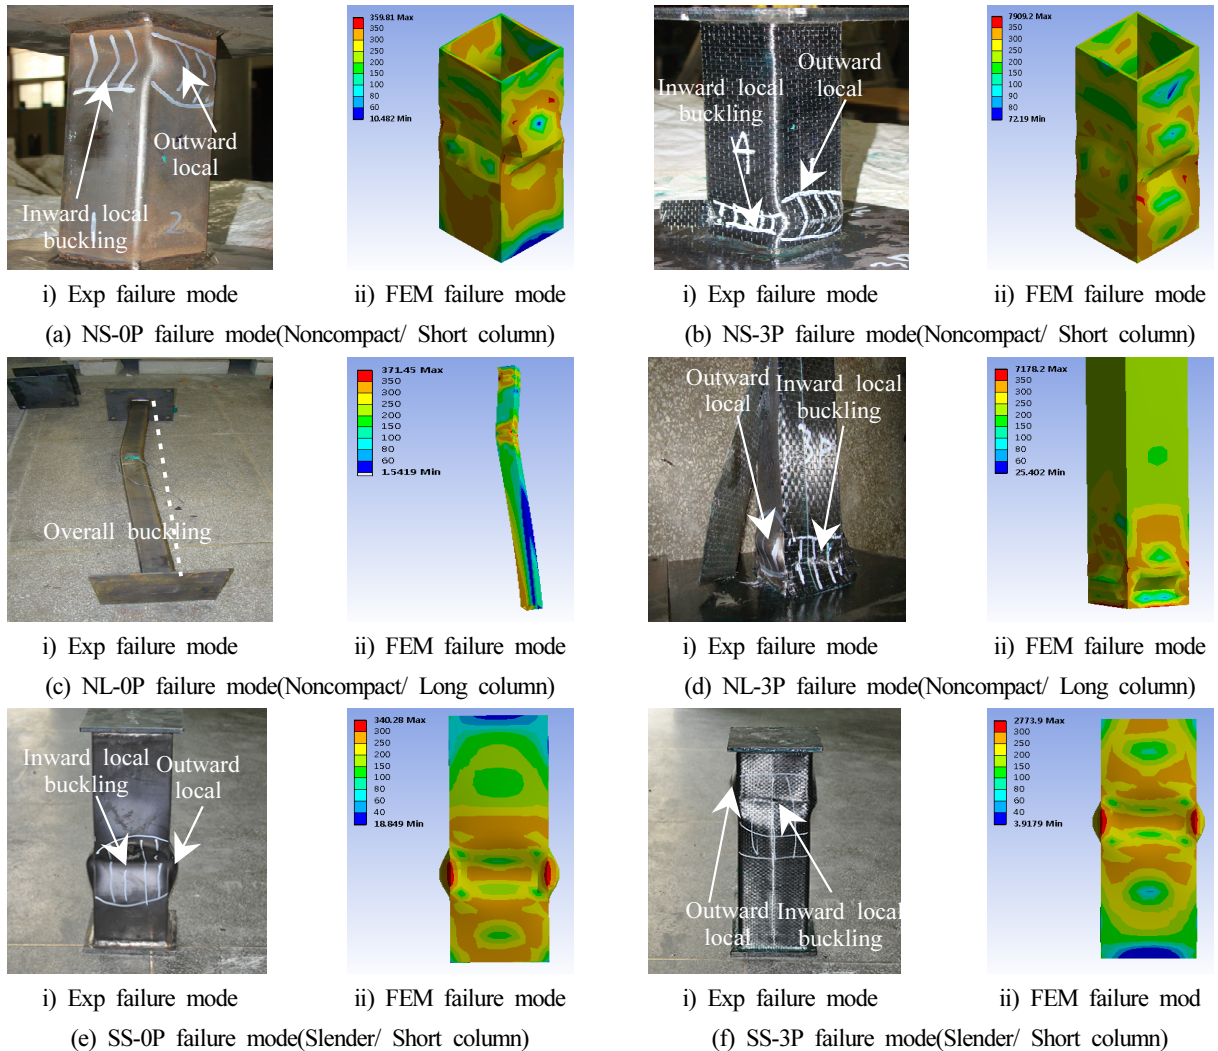 Inward local
buckling
Outward
local
1
2
359.81 Max
350
300
250
200
150
100
80
60
10.482 Min
Inward local
buckling
Outward
local
A
7909.2 Max
350
300
250
200
150
100
80
60
72.19 Min
i) Exp failure mode
ii) FEM failure mode
i) Exp failure mode
ii) FEM failure mode
(a) NS-0P failure mode(Noncompact/ Short column)
(b) NS-3P failure mode(Noncompact/ Short column)
Overall buckling
371.45 Max
350
300
250
200
150
100
80
60
1.5419 Min
Outward
local
Inward local
buckling
7178.2 Max
350
300
250
200
150
100
80
60
25.402 Min
i) Exp failure mode
ii) FEM failure mode
i) Exp failure mode
ii) FEM failure mode
(c) NL-0P failure mode(Noncompact/ Long column)
(d) NL-3P failure mode(Noncompact/ Long column)
Inward local
buckling
Outward
local
340.28 Max
300
250
200
150
100
80
60
40
18.849 Min
Outward
local
Inward local
buckling
2773.9 Max
300
250
200
150
100
80
60
40
3.9179 Min
i) Exp failure mode
ii) FEM failure mode
i) Exp failure mode
ii) FEM failure mod
(e) SS-0P failure mode(Slender/ Short column)
(f) SS-3P failure mode(Slender/ Short column)